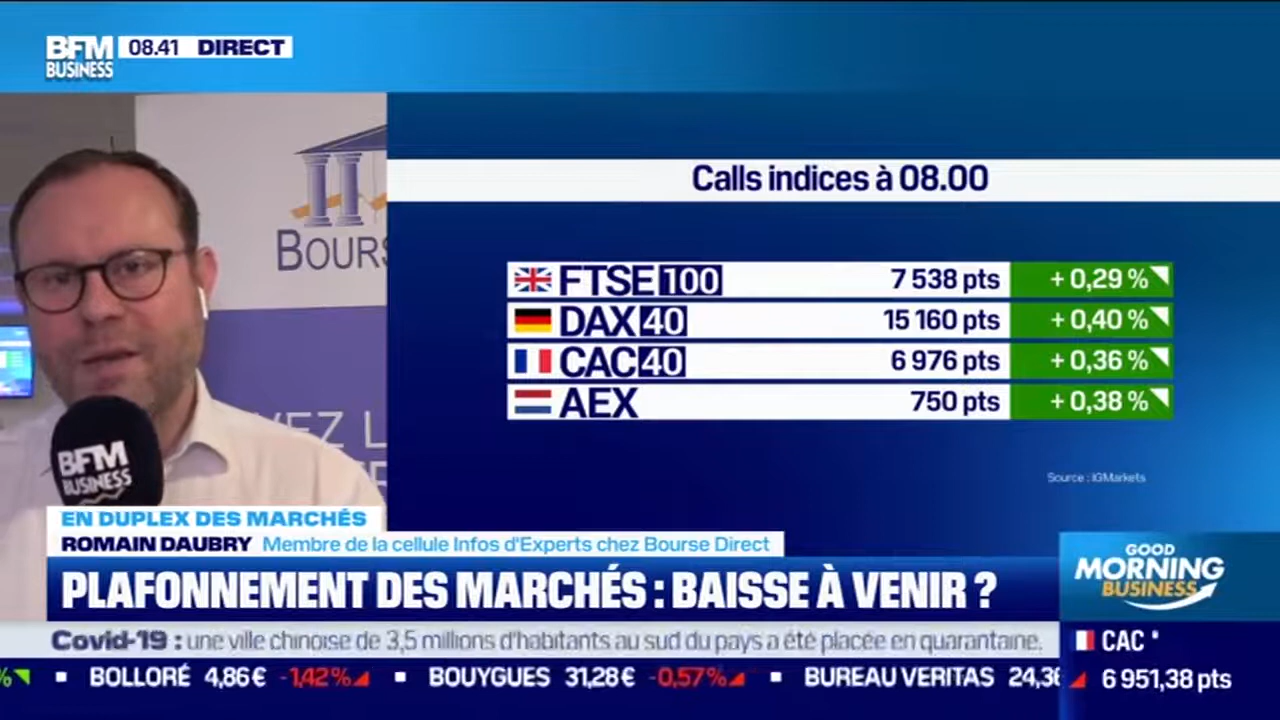 BFM
BUSINESS
08.41 DIRECT
Calls indices à 08.00
BOURS
FTSE 100 7 538 pts + 0,29 %
DAX 40 15 160 pts + 0,40 %
CAC 40 6 976 pts + 0,36 %
AEX 750 pts + 0,38 %
EZ L
BFM
BUSINESS
Source : IGMarkets
EN DUPLEX DES MARCHÉS
ROMAIN DAUBRY Membre de la cellule Infos d'Experts chez Bourse Direct
PLAFONNEMENT DES MARCHÉS : BAISSE À VENIR ?
GOOD
MORNING
BUSINESS
Covid-19 : une ville chinoise de 3,5 millions d'habitants au sud du pays a été placée en quarantaine.
CAC *
% BOLLORÉ 4,86 € -1,42 % BOUYGUES 31,28 € -0,57 % BUREAU VERITAS 24,36
6 951,38 pts